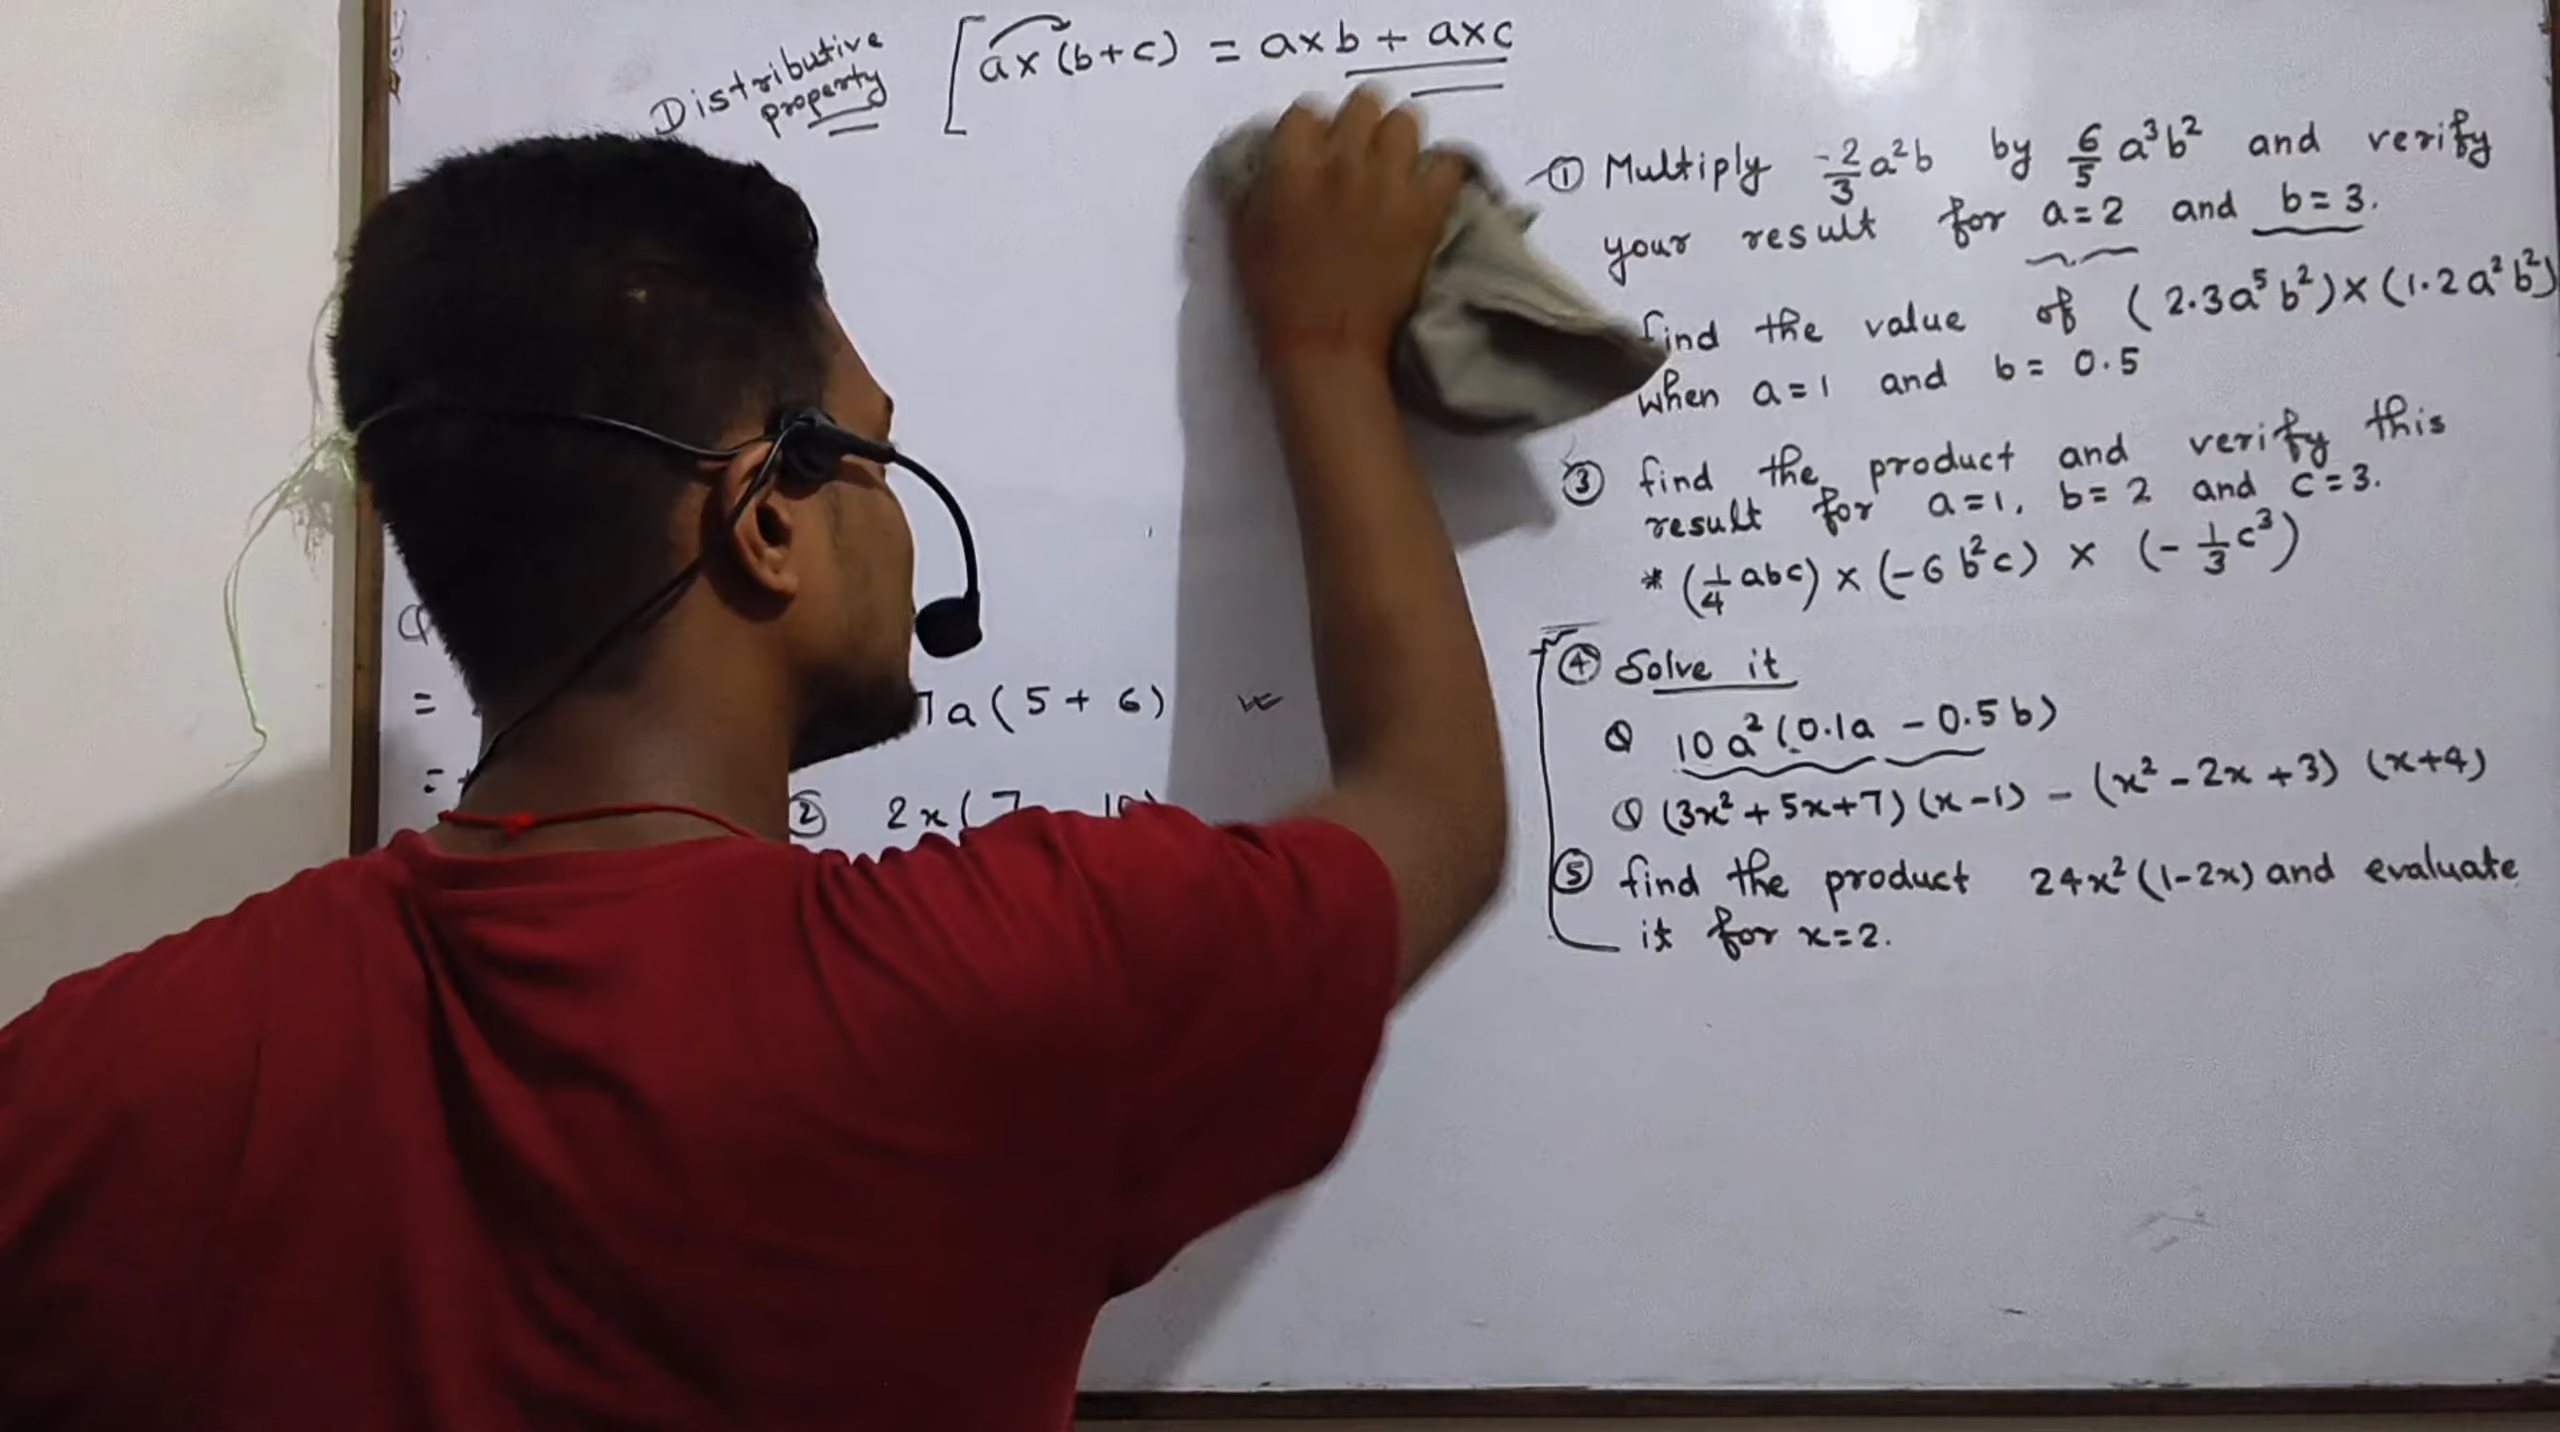 Distributive
property
a×(b+c) = a×b + a×c
① Multiply -2/3 a²b by 6/5 a³b² and verify
your result for a=2 and b=3.
find the value of (2.3a⁵b²)×(1.2a²b²)
when a=1 and b=0.5
③ find the product and verify this
result for a=1, b=2 and c=3.
* (1/4 abc) × (-6b²c) × (-1/3 c³)
④ Solve it
10a²(0.1a - 0.5b)
(3x²+5x+7)(x-1) - (x²-2x+3)(x+4)
⑤ find the product 24x²(1-2x) and evaluate
it for x=2.
=
7a(5+6)
=
② 2x(7 10)